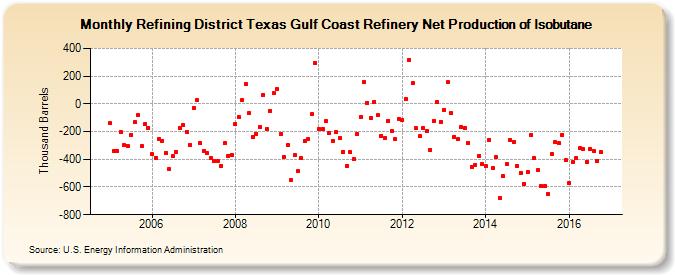 Monthly Refining District Texas Gulf Coast Refinery Net Production of Isobutane
Thousand Barrels
400
200
0
-200
-400
-600
-800
2006 2008 2010 2012 2014 2016
Source: U.S. Energy Information Administration